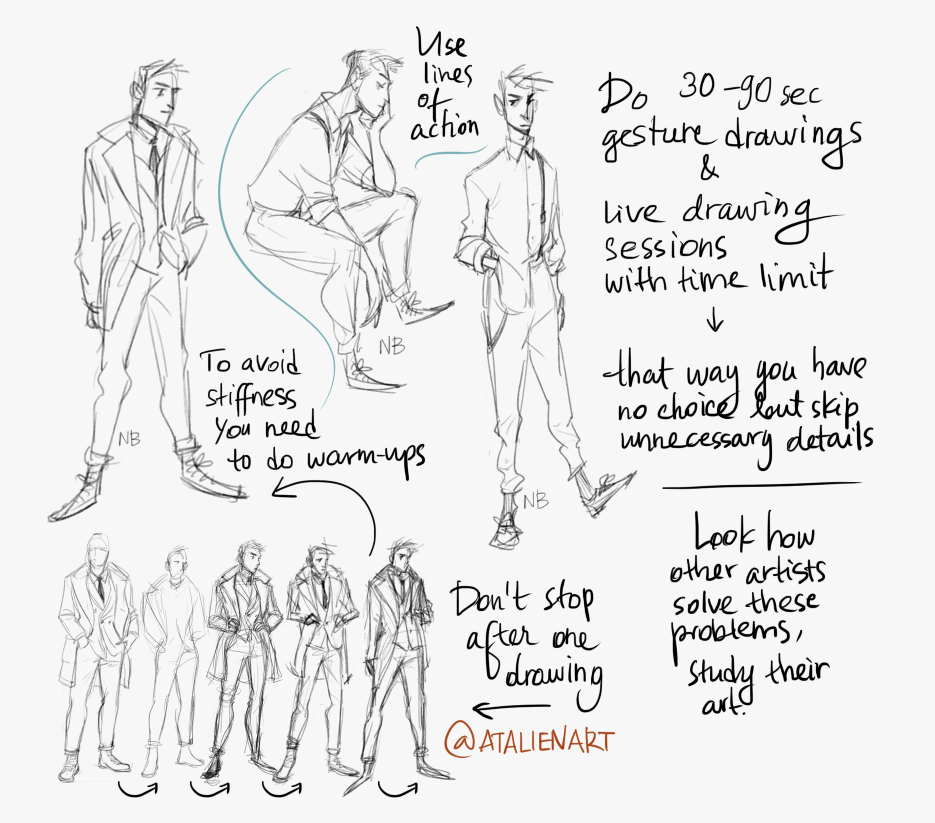 Use
lines
of
action
Do 30-90 sec
gesture drawings
&
live drawing
sessions
with time limit
that way you have
no choice but skip
unnecessary details
To avoid
stiffness
you need
to do warm-ups
NB
NB
NB
Look how
other artists
solve these
problems,
study their
art.
Don't stop
after one
drawing
@ATALIENART